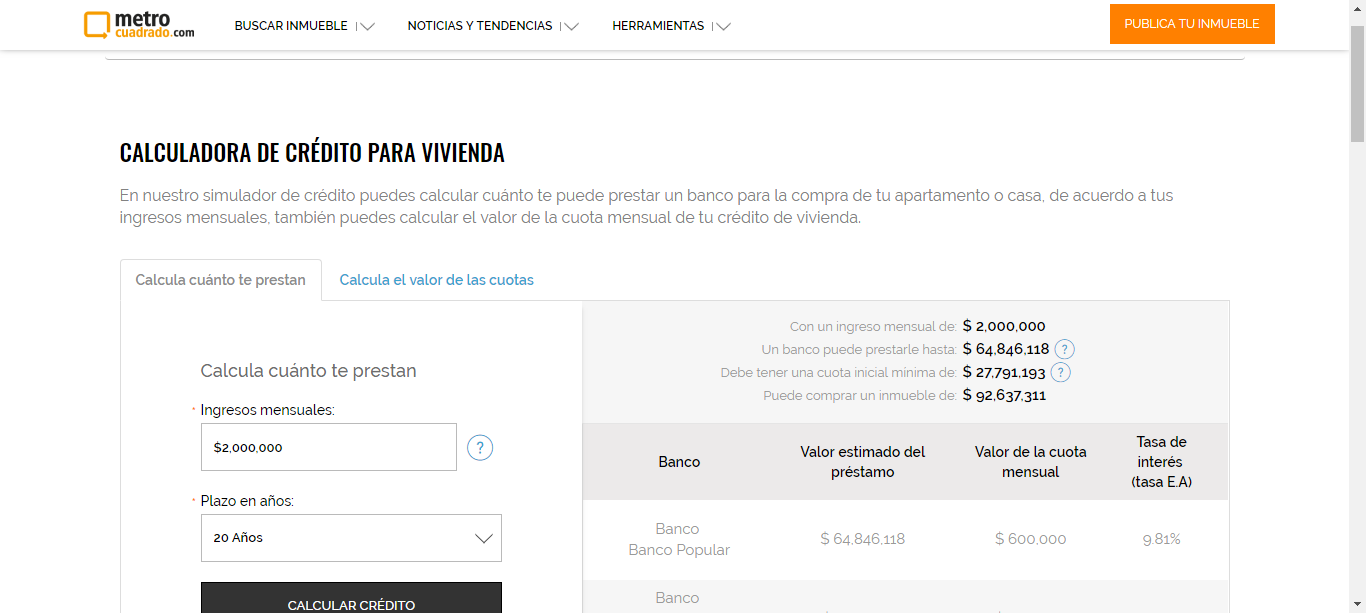 metro
cuadrado.com
BUSCAR INMUEBLE
NOTICIAS Y TENDENCIAS
HERRAMIENTAS
PUBLICA TU INMUEBLE
CALCULADORA DE CRÉDITO PARA VIVIENDA
En nuestro simulador de crédito puedes calcular cuánto te puede prestar un banco para la compra de tu apartamento o casa, de acuerdo a tus
ingresos mensuales, también puedes calcular el valor de la cuota mensual de tu crédito de vivienda.
Calcula cuánto te prestan
Calcula el valor de las cuotas
Calcula cuánto te prestan
* Ingresos mensuales:
$2,000,000
?
* Plazo en años:
20 Años
CALCULAR CRÉDITO
Con un ingreso mensual de: $ 2,000,000
Un banco puede prestarle hasta: $ 64,846,118 ?
Debe tener una cuota inicial minima de: $ 27,791,193 ?
Puede comprar un inmueble de: $ 92,637,311
Banco
Valor estimado del
préstamo
Valor de la cuota
mensual
Tasa de
interés
(tasa E.A)
Banco
Banco Popular
$ 64,846,118
$ 600,000
9.81%
Banco